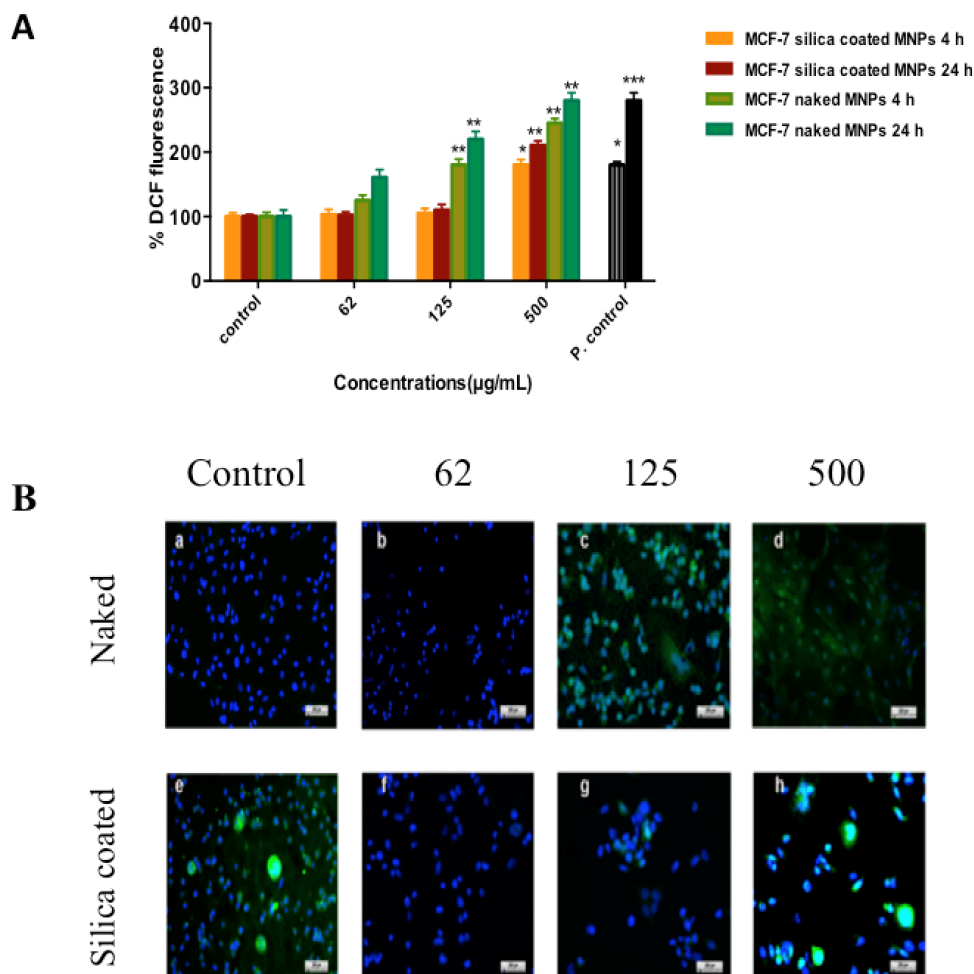 A
% DCF fluorescence
400
300
200
100
0
* ** ** ** ** ** * ***
control 62 125 500 P. control
Concentrations(µg/mL)
MCF-7 silica coated MNPs 4 h
MCF-7 silica coated MNPs 24 h
MCF-7 naked MNPs 4 h
MCF-7 naked MNPs 24 h
B
Control 62 125 500
Naked
a b c d
Silica coated
e f g h